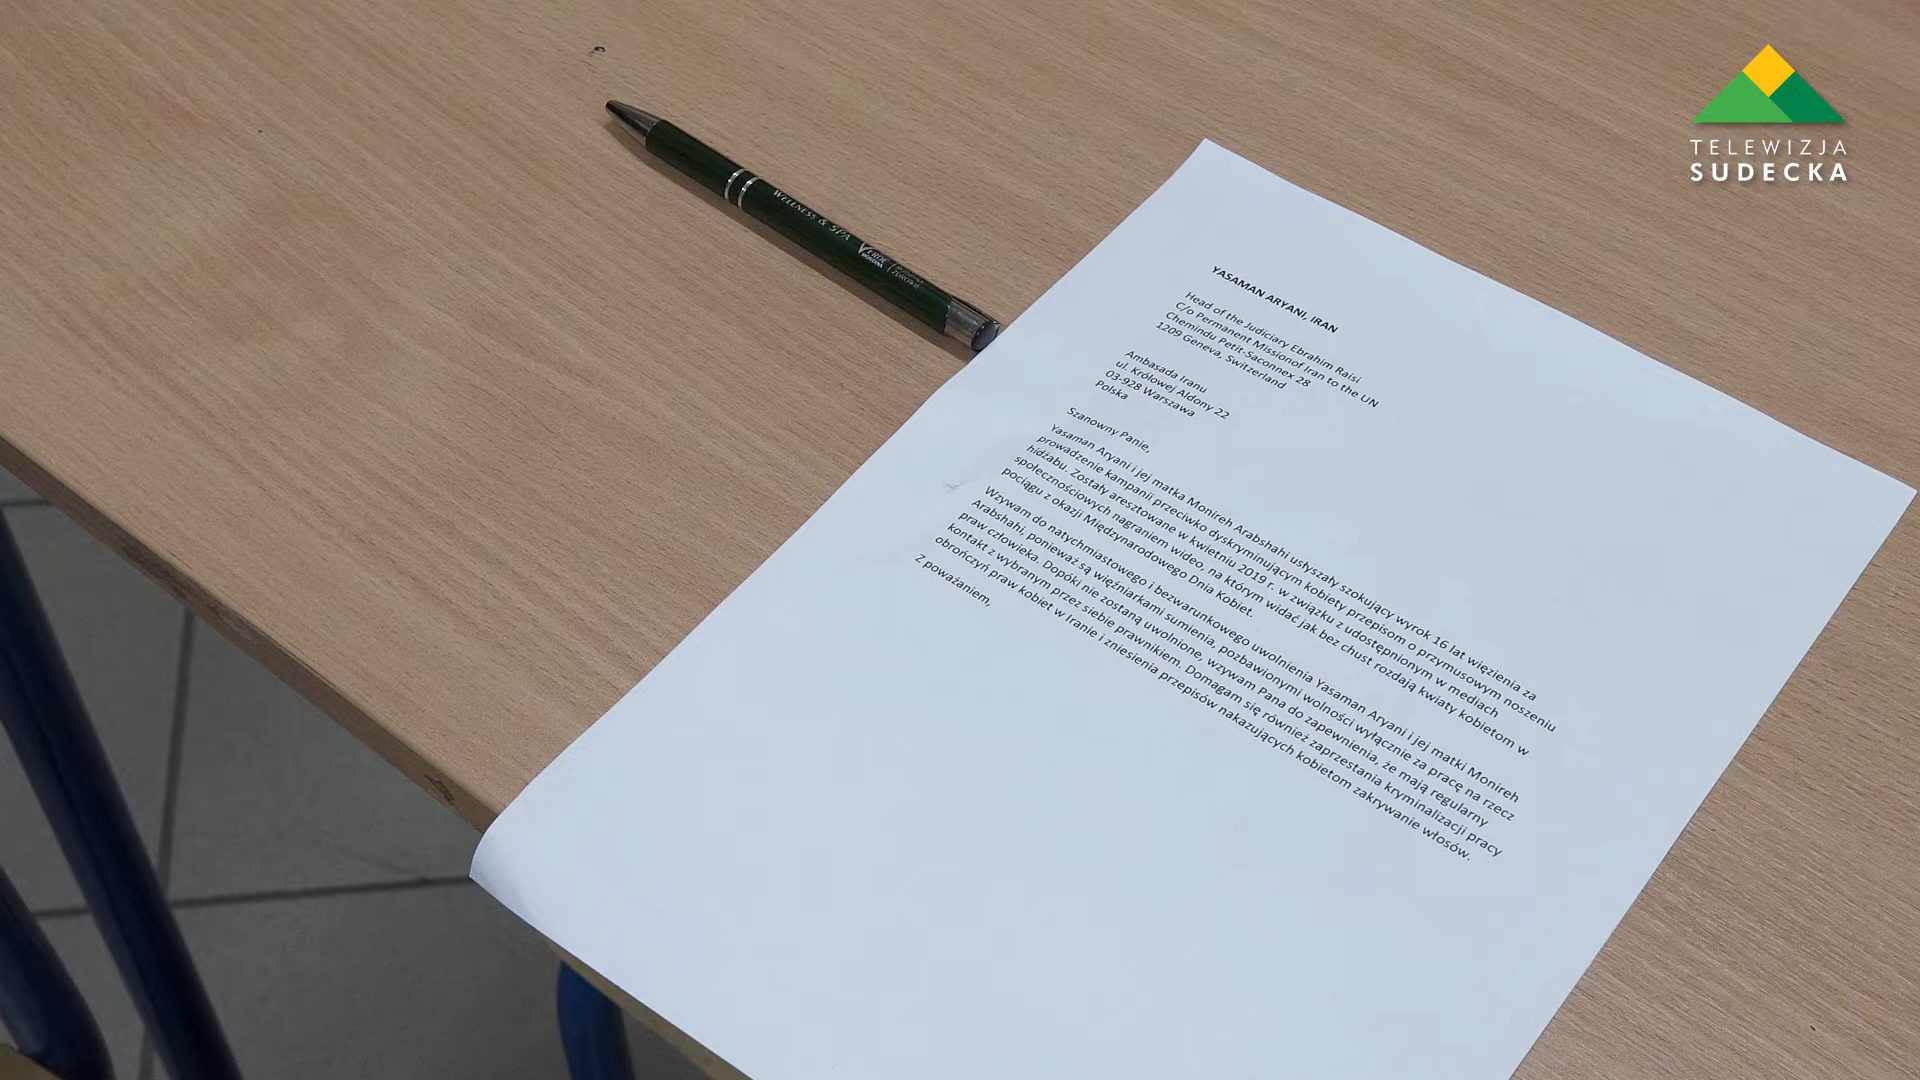 TELEWIZJA
SUDECKA
WELLNESS & SPA
VERDE
MONTANA
YASAMAN ARYANI, IRAN
Head of the Judiciary Ebrahim Raisi
C/o Permanent Missionof Iran to the UN
Chemindu Petit-Saconnex 28
1209 Geneva, Switzerland
Ambasada Iranu
ul. Królowej Aldony 22
03-928 Warszawa
Polska
Szanowny Panie,
Yasaman Aryani i jej matka Monireh Arabshahi usłyszały szokujący wyrok 16 lat więzienia za
prowadzenie kampanii przeciwko dyskryminującym kobiety przepisom o przymusowym noszeniu
hidżabu. Zostały aresztowane w kwietniu 2019 r. w związku z udostępnionym w mediach
społecznościowych nagraniem wideo, na którym widać jak bez chust rozdają kwiaty kobietom w
pociągu z okazji Międzynarodowego Dnia Kobiet.
Wzywam do natychmiastowego i bezwarunkowego uwolnienia Yasaman Aryani i jej matki Monireh
Arabshahi, ponieważ są więźniarkami sumienia, pozbawionymi wolności wyłącznie za pracę na rzecz
praw człowieka. Dopóki nie zostaną uwolnione, wzywam Pana do zapewnienia, że mają regularny
kontakt z wybranym przez siebie prawnikiem. Domagam się również zaprzestania kryminalizacji pracy
obrończyń praw kobiet w Iranie i zniesienia przepisów nakazujących kobietom zakrywanie włosów.
Z poważaniem,